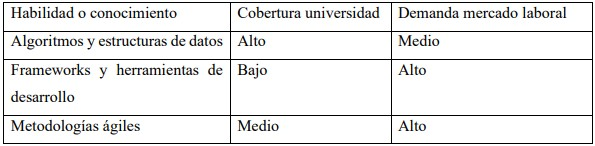 Habilidad o conocimiento Cobertura universidad Demanda mercado laboral
Algoritmos y estructuras de datos Alto Medio
Frameworks y herramientas de Bajo Alto
desarrollo
Metodologías ágiles Medio Alto